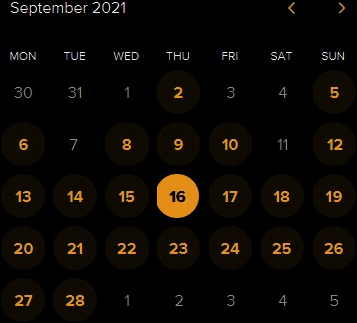 September 2021
MON TUE WED THU FRI SAT SUN
30 31 1 2 3 4 5
6 7 8 9 10 11 12
13 14 15 16 17 18 19
20 21 22 23 24 25 26
27 28 1 2 3 4 5